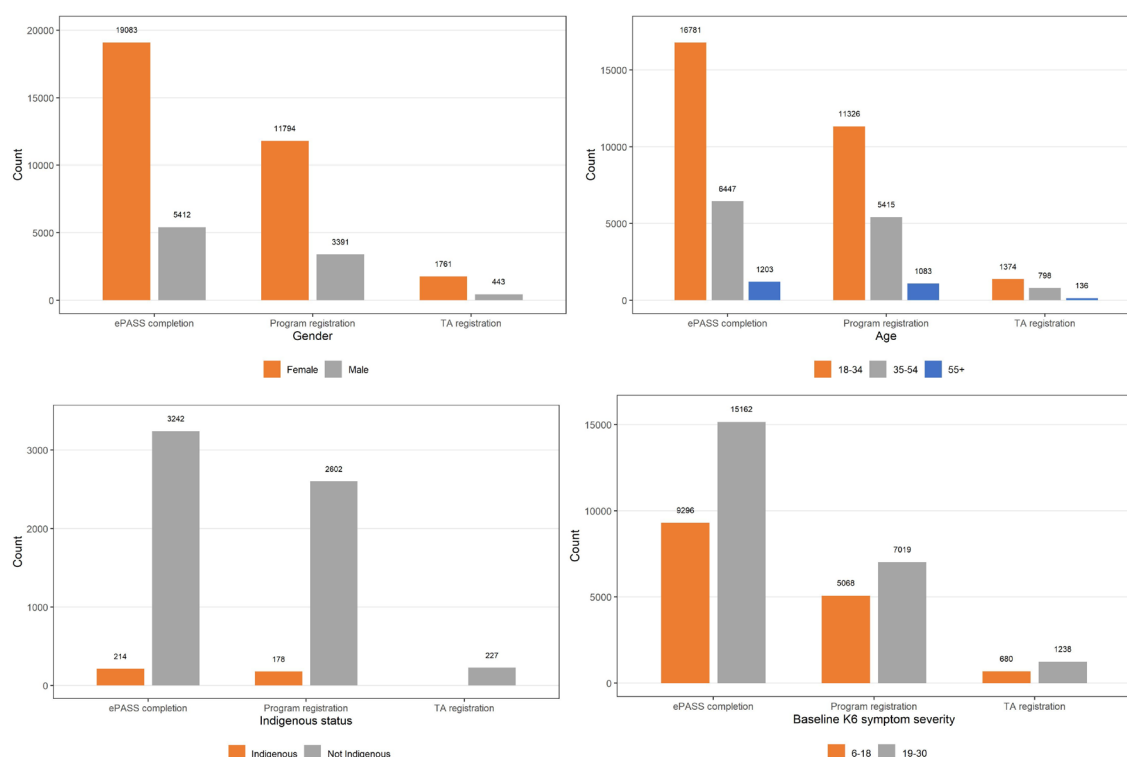 20000
15000
10000
5000
0
Count
19083
5412
11794
3391
1761
443
ePASS completion Program registration TA registration
Gender
Female Male
15000
10000
5000
0
Count
16781
6447
1203
11326
5415
1083
1374
798
136
ePASS completion Program registration TA registration
Age
18-34 35-54 55+
3000
2000
1000
0
Count
214
3242
178
2602
227
ePASS completion Program registration TA registration
Indigenous status
Indigenous Not Indigenous
15000
10000
5000
0
Count
9296
15162
5068
7019
680
1238
ePASS completion Program registration TA registration
Baseline K6 symptom severity
6-18 19-30